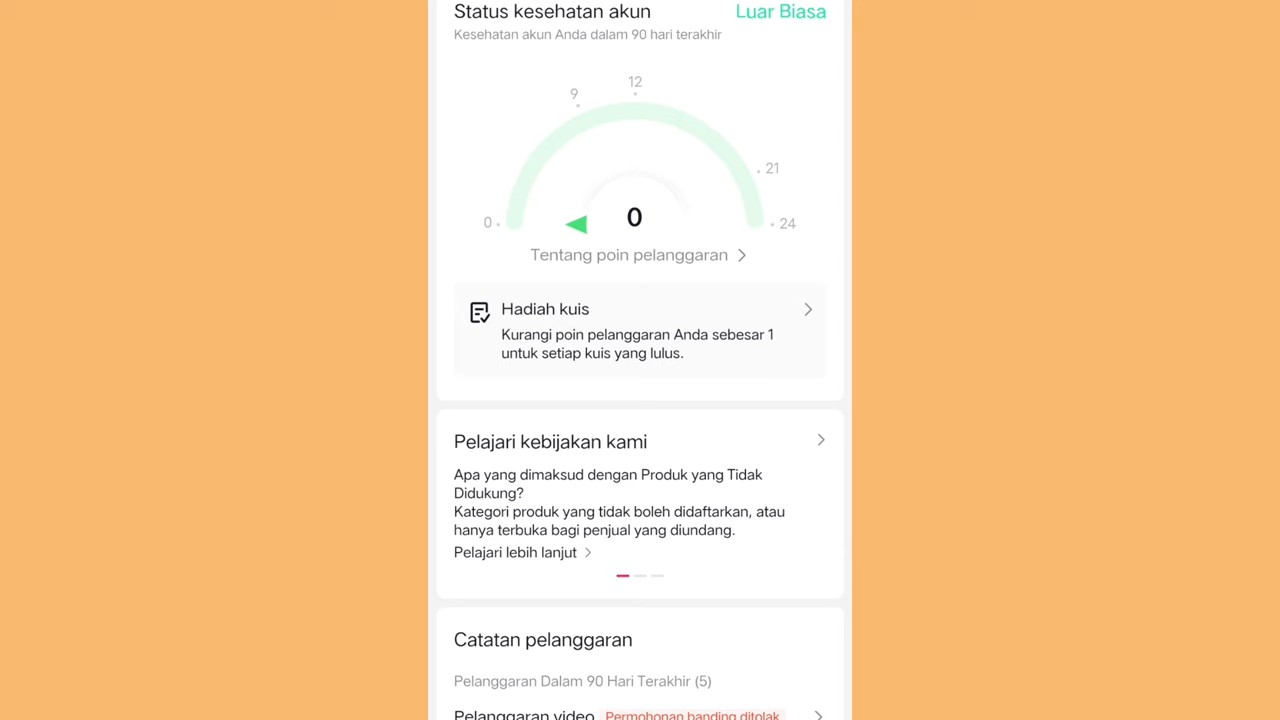 Status kesehatan akun
Luar Biasa
Kesehatan akun Anda dalam 90 hari terakhir
12
9
21
0
0
24
Tentang poin pelanggaran
Hadiah kuis
Kurangi poin pelanggaran Anda sebesar 1
untuk setiap kuis yang lulus.
Pelajari kebijakan kami
Apa yang dimaksud dengan Produk yang Tidak
Didukung?
Kategori produk yang tidak boleh didaftarkan, atau
hanya terbuka bagi penjual yang diundang.
Pelajari lebih lanjut
Catatan pelanggaran
Pelanggaran Dalam 90 Hari Terakhir (5)
Pelanggaran video Permohonan banding ditolak